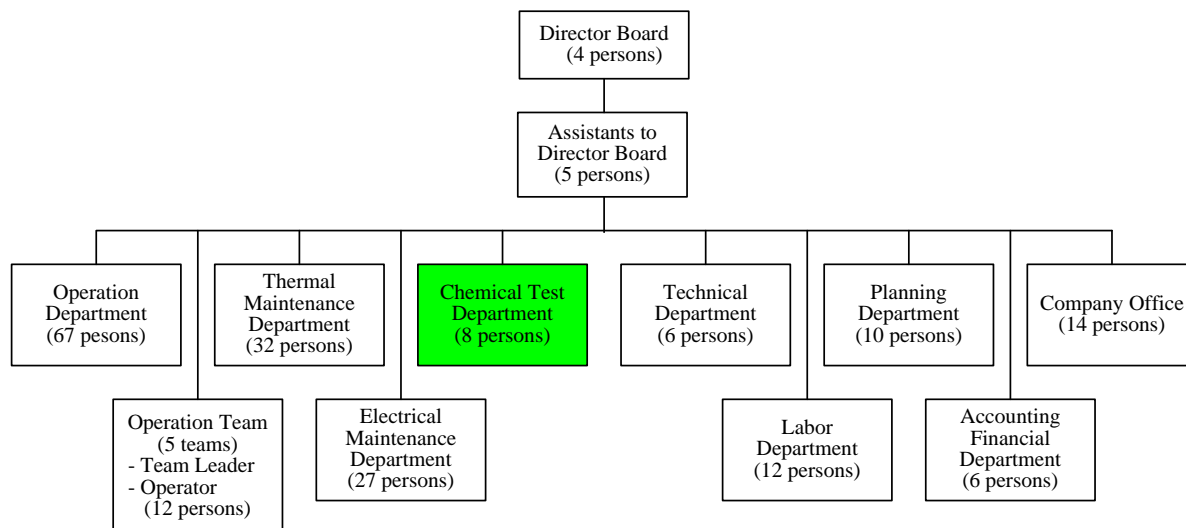 Director Board
(4 persons)
Assistants to
Director Board
(5 persons)
Operation
Department
(67 pesons)
Thermal
Maintenance
Department
(32 persons)
Chemical Test
Department
(8 persons)
Technical
Department
(6 persons)
Planning
Department
(10 persons)
Company Office
(14 persons)
Operation Team
(5 teams)
- Team Leader
- Operator
(12 persons)
Electrical
Maintenance
Department
(27 persons)
Labor
Department
(12 persons)
Accounting
Financial
Department
(6 persons)